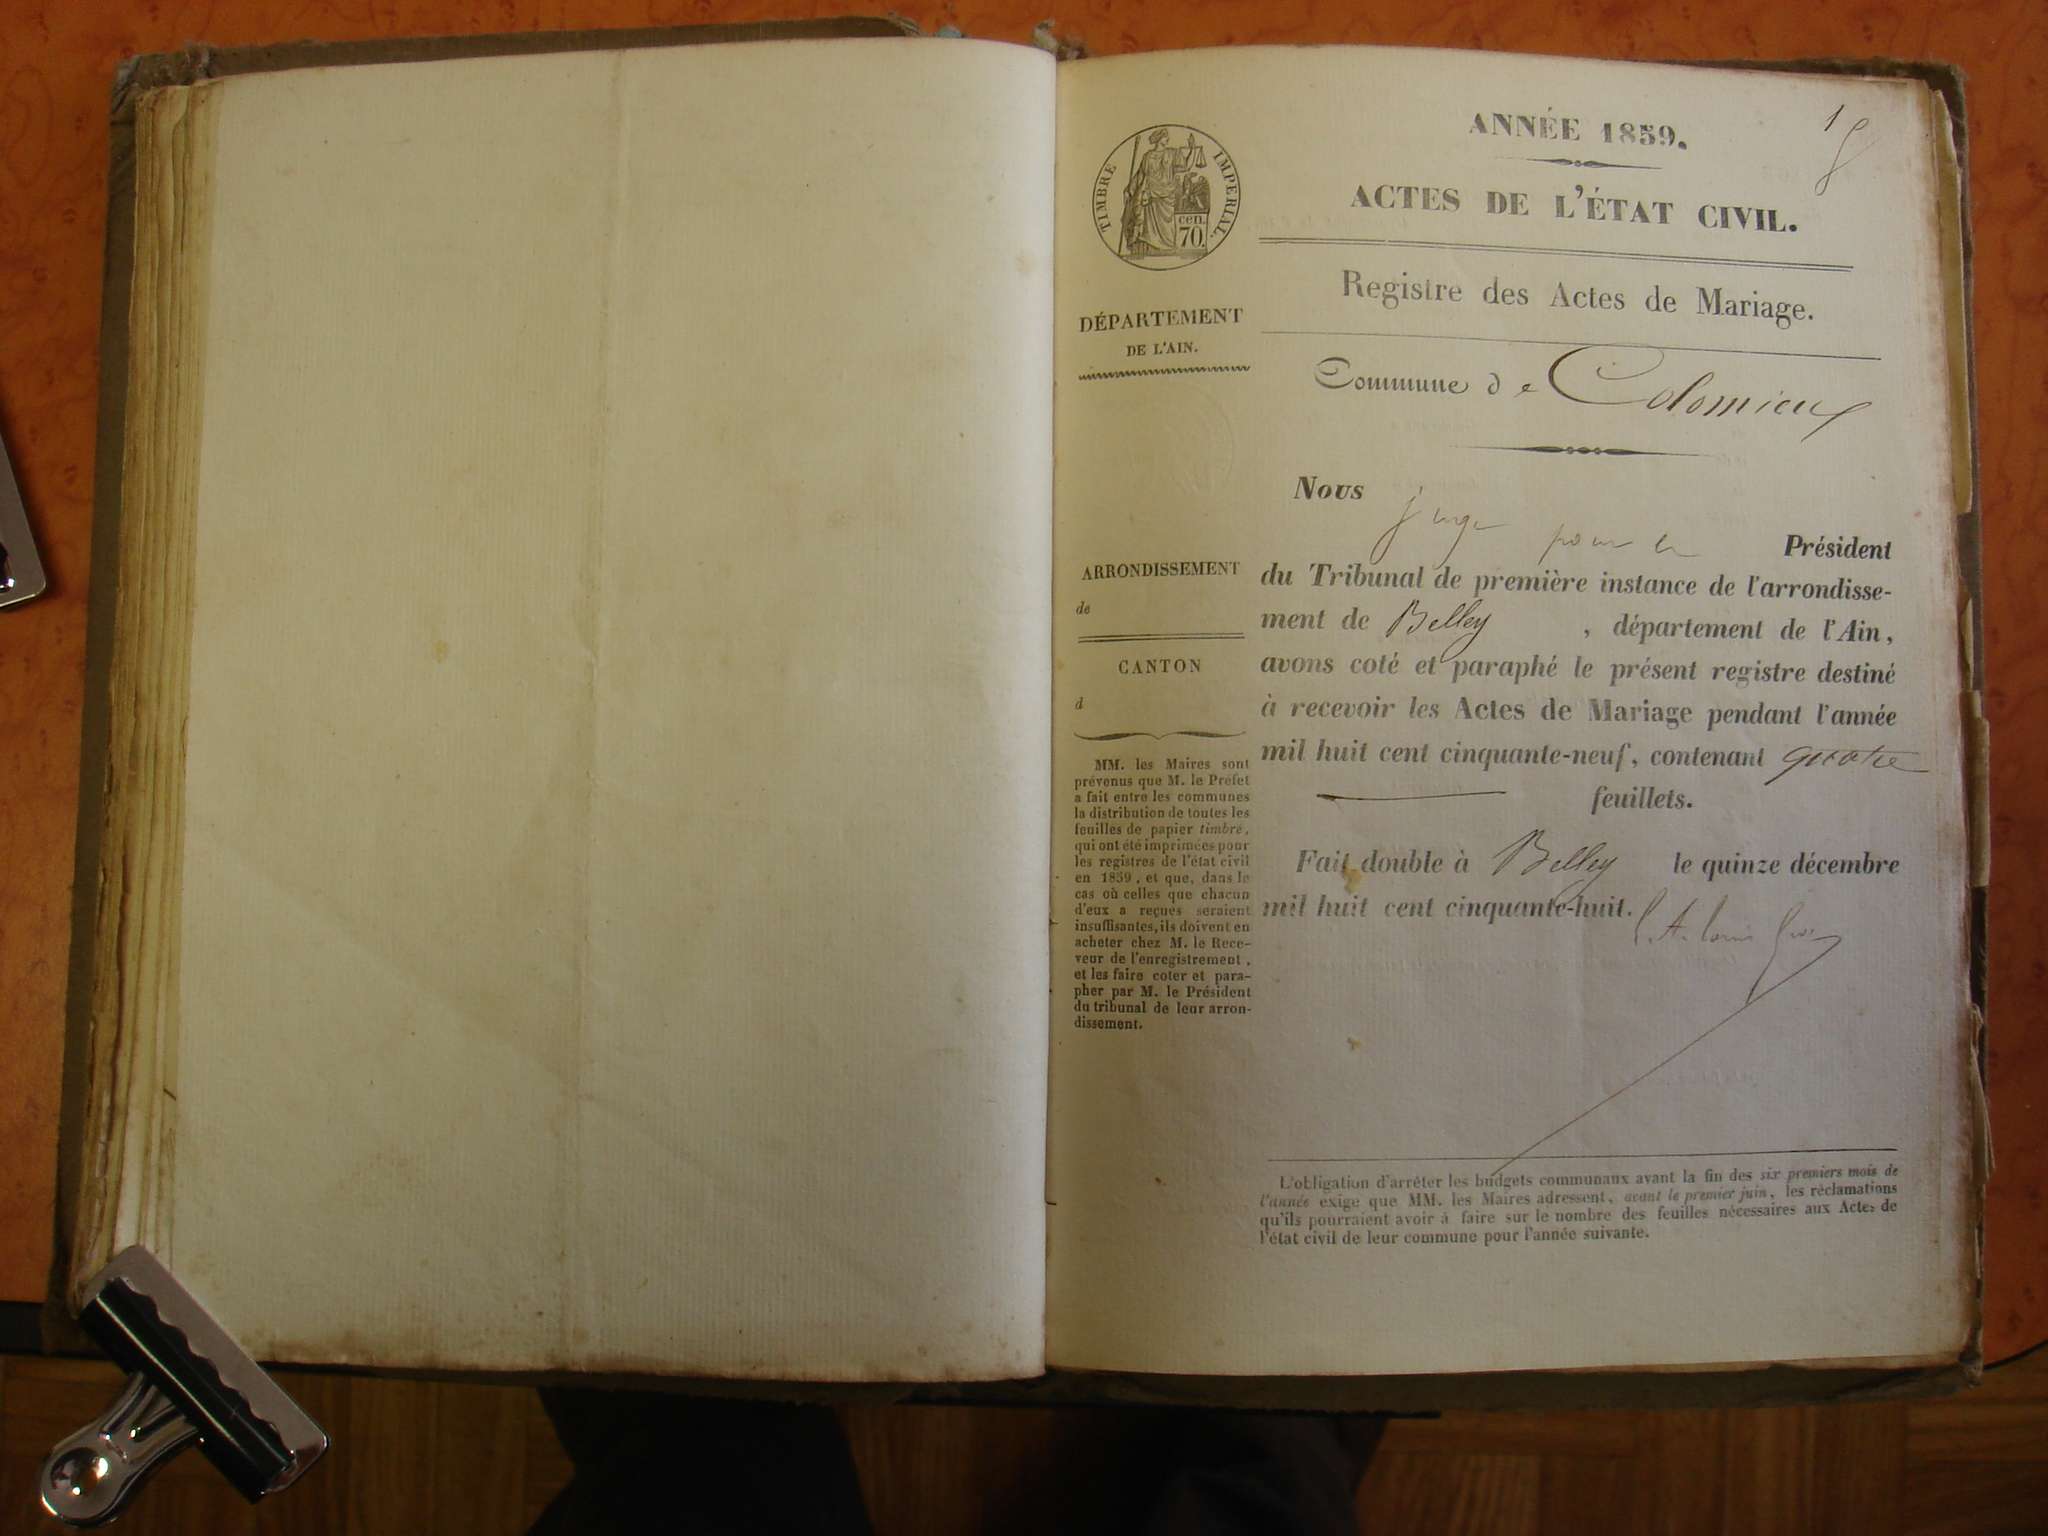 ANNÉE 1859.
1
ACTES DE L'ÉTAT CIVIL.
TIMBRE IMPERIAL.
cen.
70.
Registre des Actes de Mariage.
DÉPARTEMENT
DE L'AIN.
Commune de Colomieu
Nous juge pour le Président
du Tribunal de première instance de l'arrondisse-
ment de Belley, département de l'Ain,
avons coté et paraphé le présent registre destiné
à recevoir les Actes de Mariage pendant l'année
mil huit cent cinquante-neuf, contenant quatre
feuillets.
Fait double à Belley le quinze décembre
mil huit cent cinquante-huit.
ARRONDISSEMENT
de
CANTON
d
MM. les Maires sont
prévenus que M. le Préfet
a fait entre les communes
la distribution de toutes les
feuilles de papier timbré,
qui ont été imprimées pour
les registres de l'état civil
en 1859, et que, dans le
cas où celles que chacun
d'eux a reçues seraient
insuffisantes, ils doivent en
acheter chez M. le Rece-
veur de l'enregistrement,
et les faire coter et para-
pher par M. le Président
du tribunal de leur arron-
dissement.
L'obligation d'arrêter les budgets communaux avant la fin des six premiers mois de
l'année exige que MM. les Maires adressent, avant le premier juin, les réclamations
qu'ils pourraient avoir à faire sur le nombre des feuilles nécessaires aux Actes de
l'état civil de leur commune pour l'année suivante.